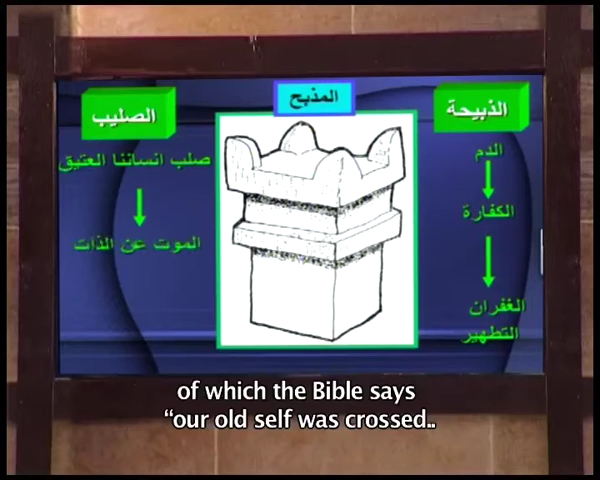 المذبح
الذبيحة
الدم
الكفارة
الغفران
التطهير
الصليب
صلب انساننا العتيق
الموت عن الذات
of which the Bible says
“our old self was crossed..